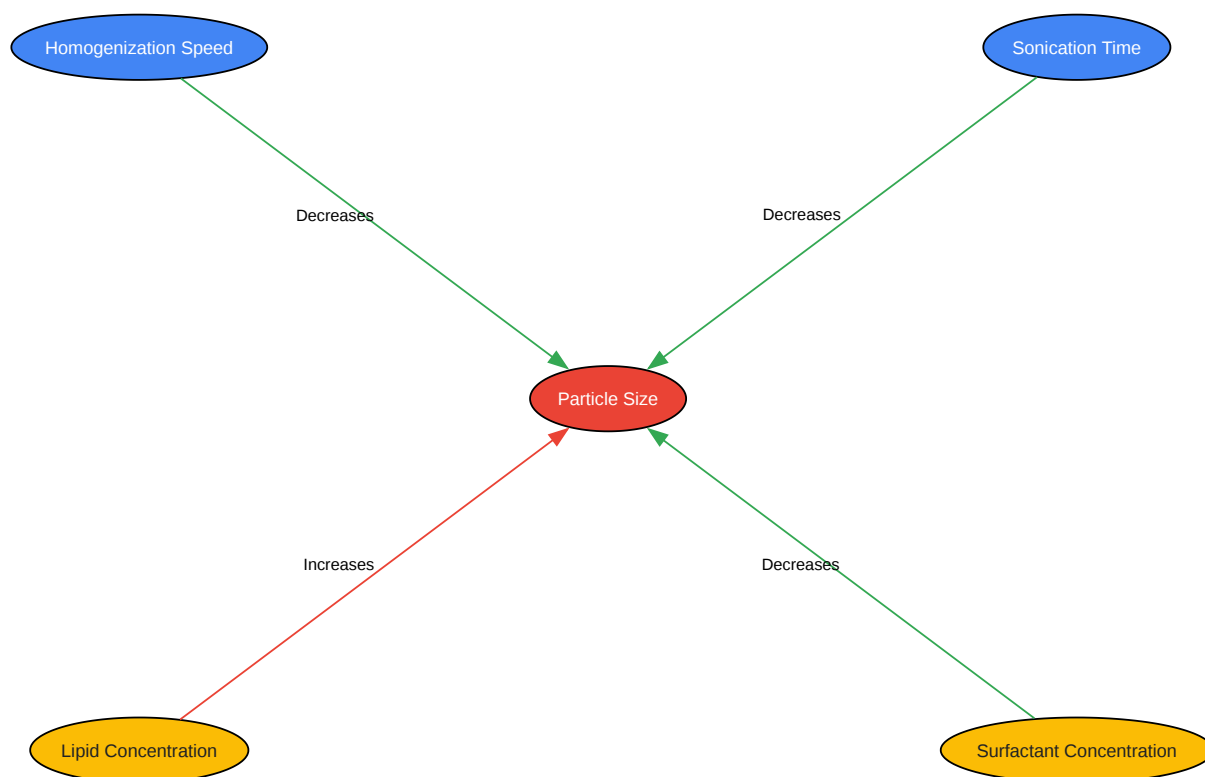 Homogenization Speed
Sonication Time
Decreases
Decreases
Particle Size
Increases
Decreases
Lipid Concentration
Surfactant Concentration